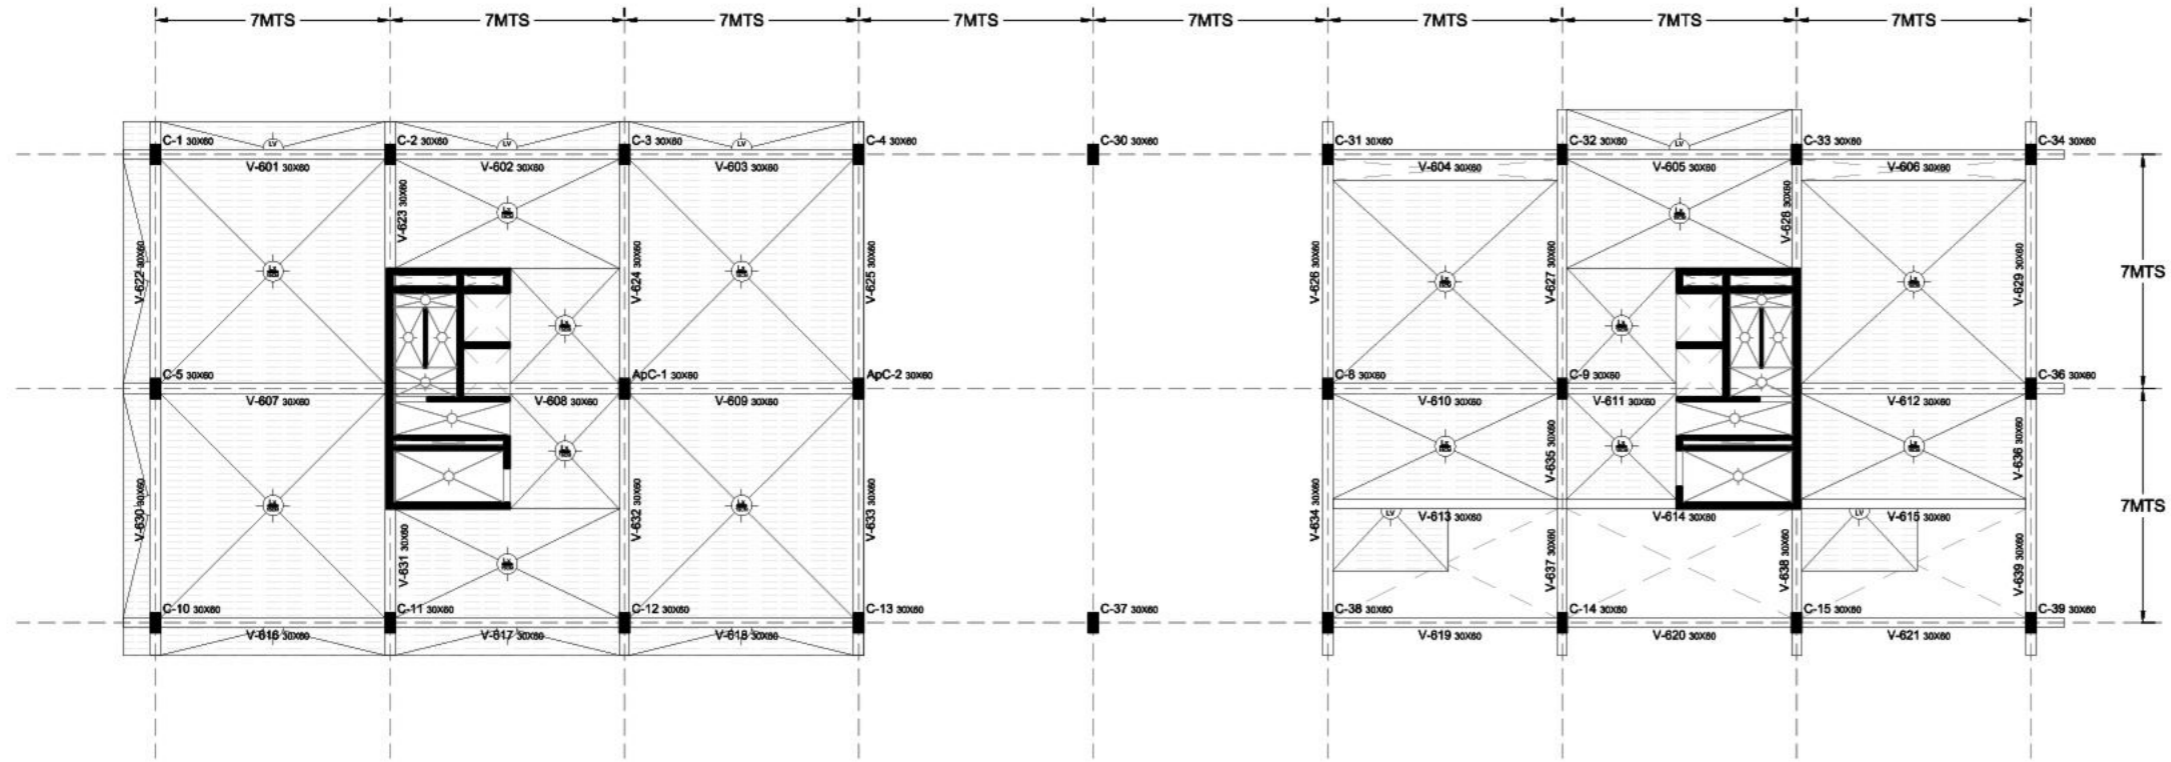 7MTS 7MTS 7MTS 7MTS 7MTS 7MTS 7MTS 7MTS
C-1 30X60 C-2 30X60 C-3 30X60 C-4 30X60 C-30 30X60 C-31 30X60 C-32 30X60 C-33 30X60 C-34 30X60
LV LV LV LV
V-601 30X60 V-602 30X60 V-603 30X60 V-604 30X60 V-605 30X60 V-606 30X60
V-623 30X60 V-628 30X60
V-622 30X60 V-624 30X60 V-625 30X60 V-626 30X60 V-627 30X60 V-629 30X60
7MTS
C-5 30X60 ApC-1 30X60 ApC-2 30X60 C-8 30X60 C-9 30X60 C-36 30X60
V-607 30X60 V-608 30X60 V-609 30X60 V-610 30X60 V-611 30X60 V-612 30X60
V-635 30X60 V-636 30X60
V-630 30X60 V-632 30X60 V-633 30X60 V-634 30X60
7MTS
LV LV
V-613 30X60 V-614 30X60 V-615 30X60
V-631 30X60 V-637 30X60 V-638 30X60 V-639 30X60
C-10 30X60 C-11 30X60 C-12 30X60 C-13 30X60 C-37 30X60 C-38 30X60 C-14 30X60 C-15 30X60 C-39 30X60
V-616 30X60 V-617 30X60 V-618 30X60 V-619 30X60 V-620 30X60 V-621 30X60